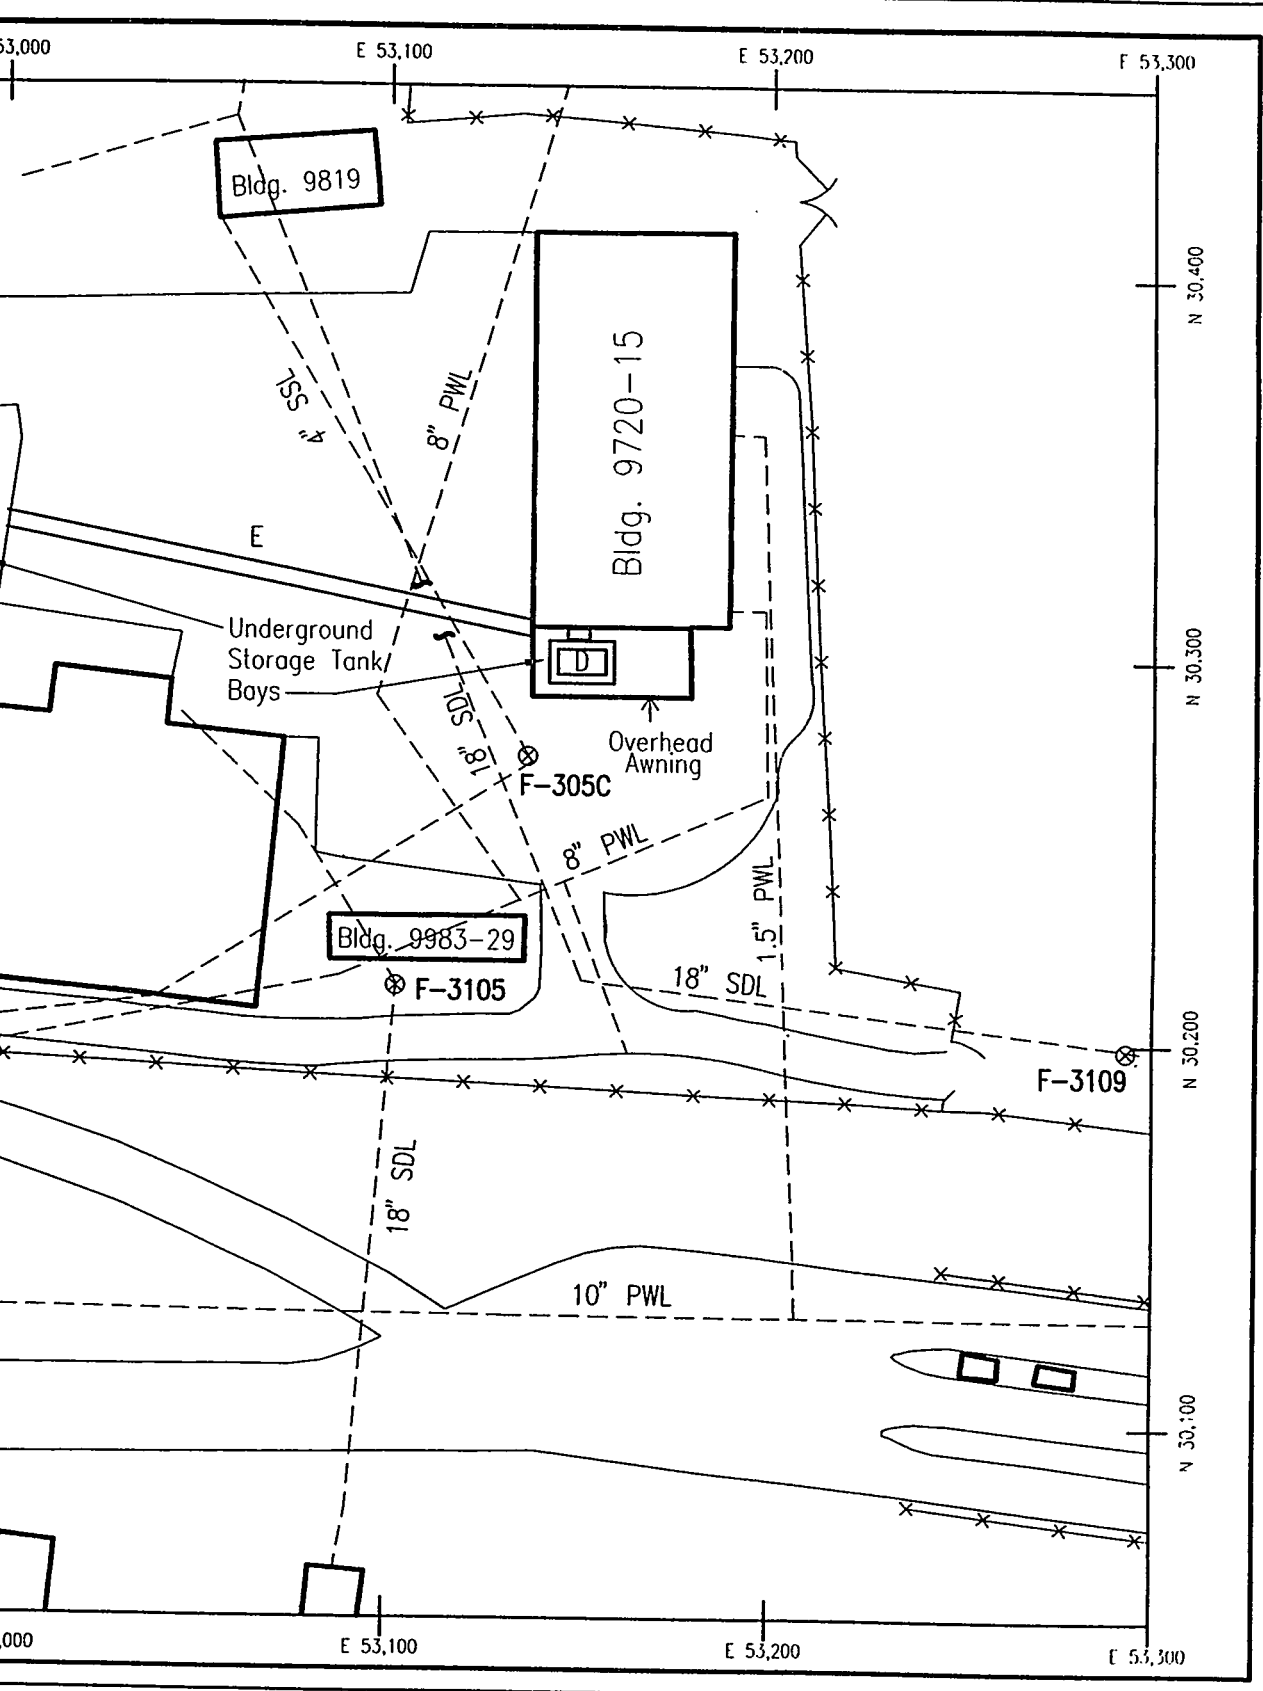 53,000
E 53,100
E 53,200
E 53,300
Bldg. 9819
N 30,400
4" SSL
8" PWL
Bldg. 9720-15
E
Underground
Storage Tank
Bays
D
N 30,300
18" SDL
Overhead
Awning
F-305C
8" PWL
1.5" PWL
Bldg. 9983-29
F-3105
18" SDL
N 30,200
F-3109
18" SDL
10" PWL
N 30,100
,000
E 53,100
E 53,200
E 53,300